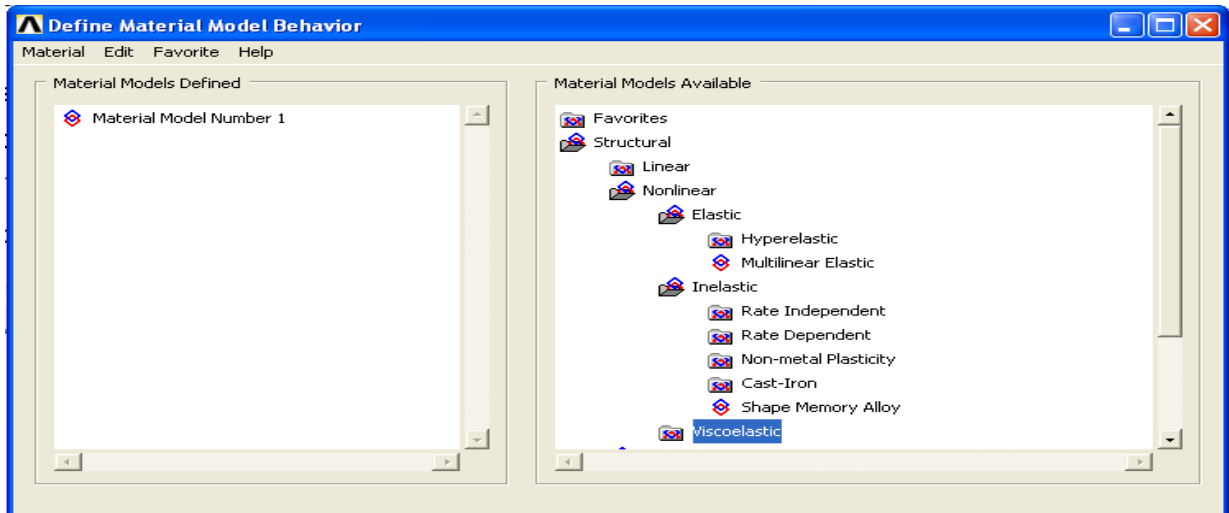 Define Material Model Behavior
Material Edit Favorite Help
Material Models Defined
Material Model Number 1
Material Models Available
Favorites
Structural
Linear
Nonlinear
Elastic
Hyperelastic
Multilinear Elastic
Inelastic
Rate Independent
Rate Dependent
Non-metal Plasticity
Cast-Iron
Shape Memory Alloy
Viscoelastic